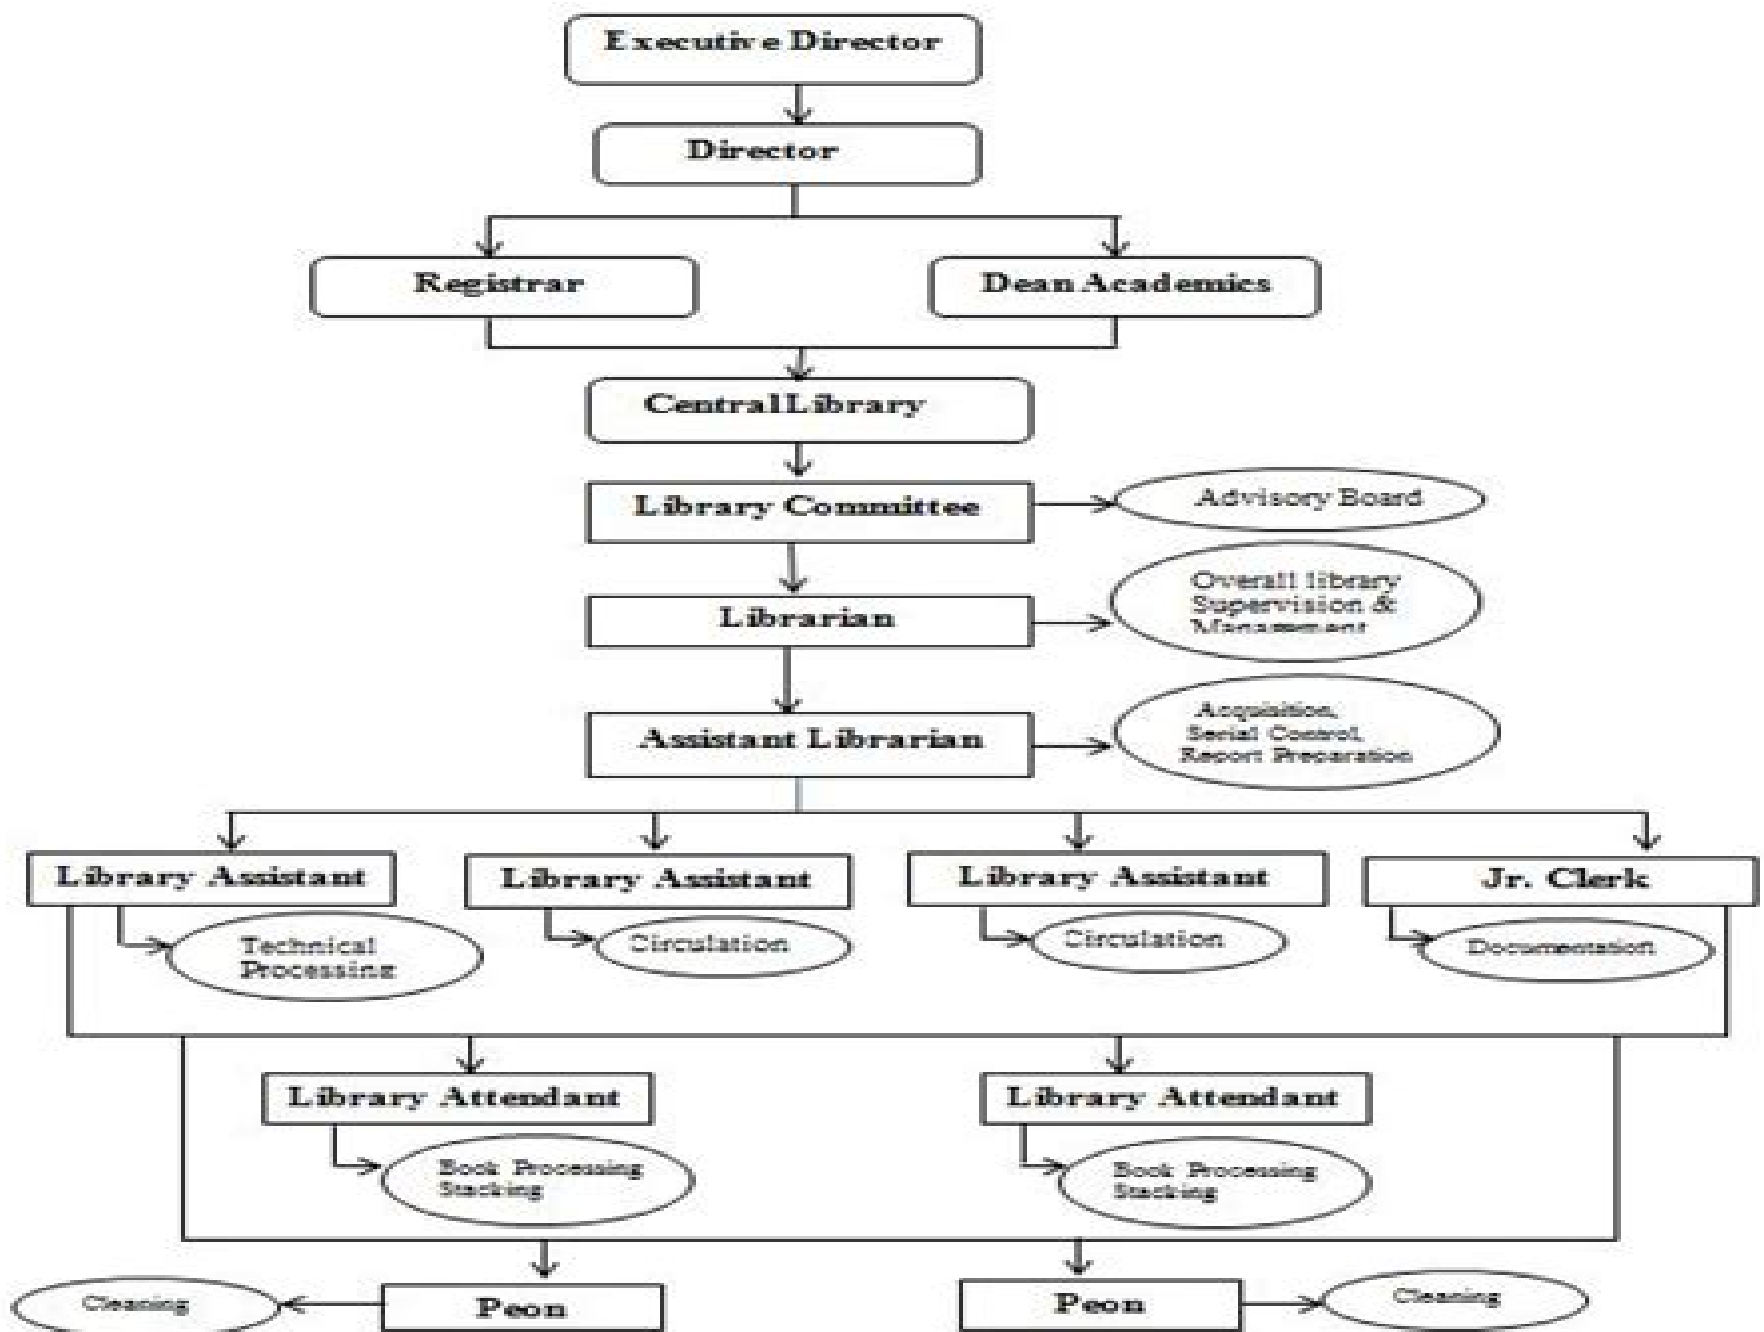 Executive Director
Director
Registrar
Dean Academics
Central Library
Library Committee
Advisory Board
Overall library
Supervision &
Management
Librarian
Acquisition,
Serial Control,
Report Preparation
Assistant Librarian
Library Assistant
Library Assistant
Library Assistant
Jr. Clerk
Technical
Processing
Circulation
Circulation
Documentation
Library Attendant
Library Attendant
Book Processing
Stacking
Book Processing
Stacking
Cleaning
Peon
Peon
Cleaning